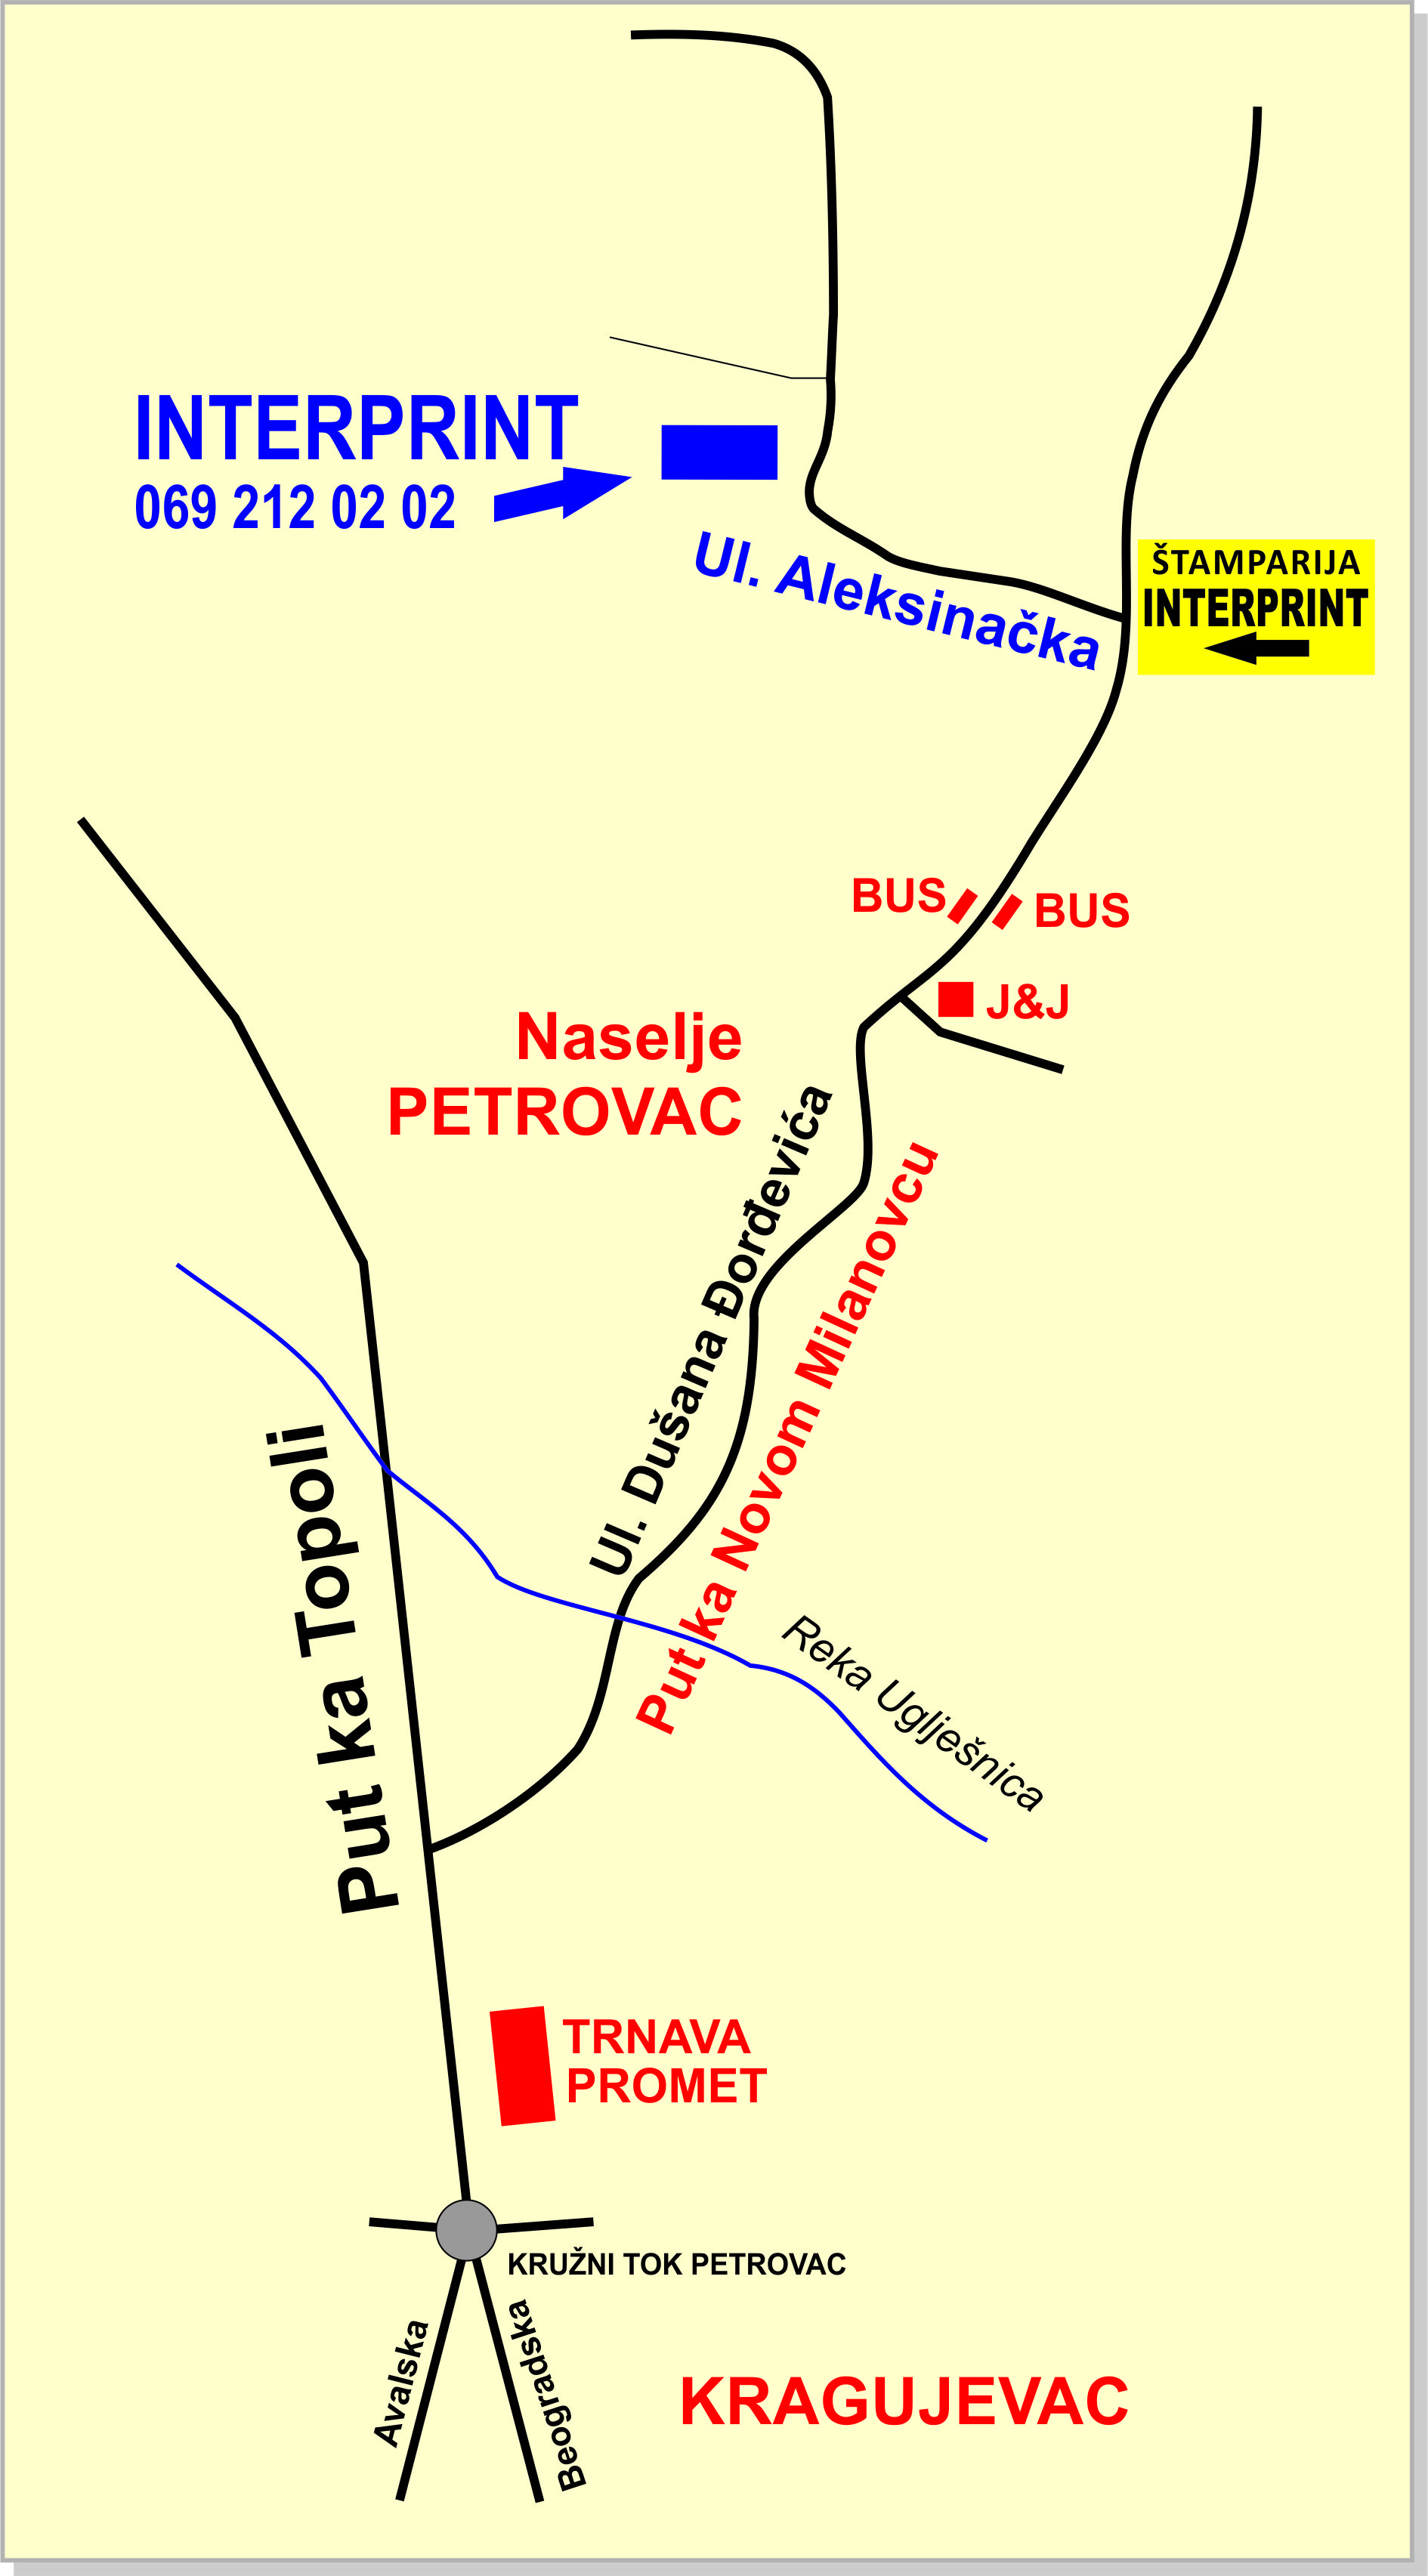 INTERPRINT
069 212 02 02
Ul. Aleksinačka
ŠTAMPARIJA
INTERPRINT
BUS
BUS
J&J
Naselje
PETROVAC
Ul. Dušana Đorđevića
Put ka Novom Milanovcu
Put ka Topoli
Reka Uglješnica
TRNAVA
PROMET
KRUŽNI TOK PETROVAC
Avalska
Beogradska
KRAGUJEVAC